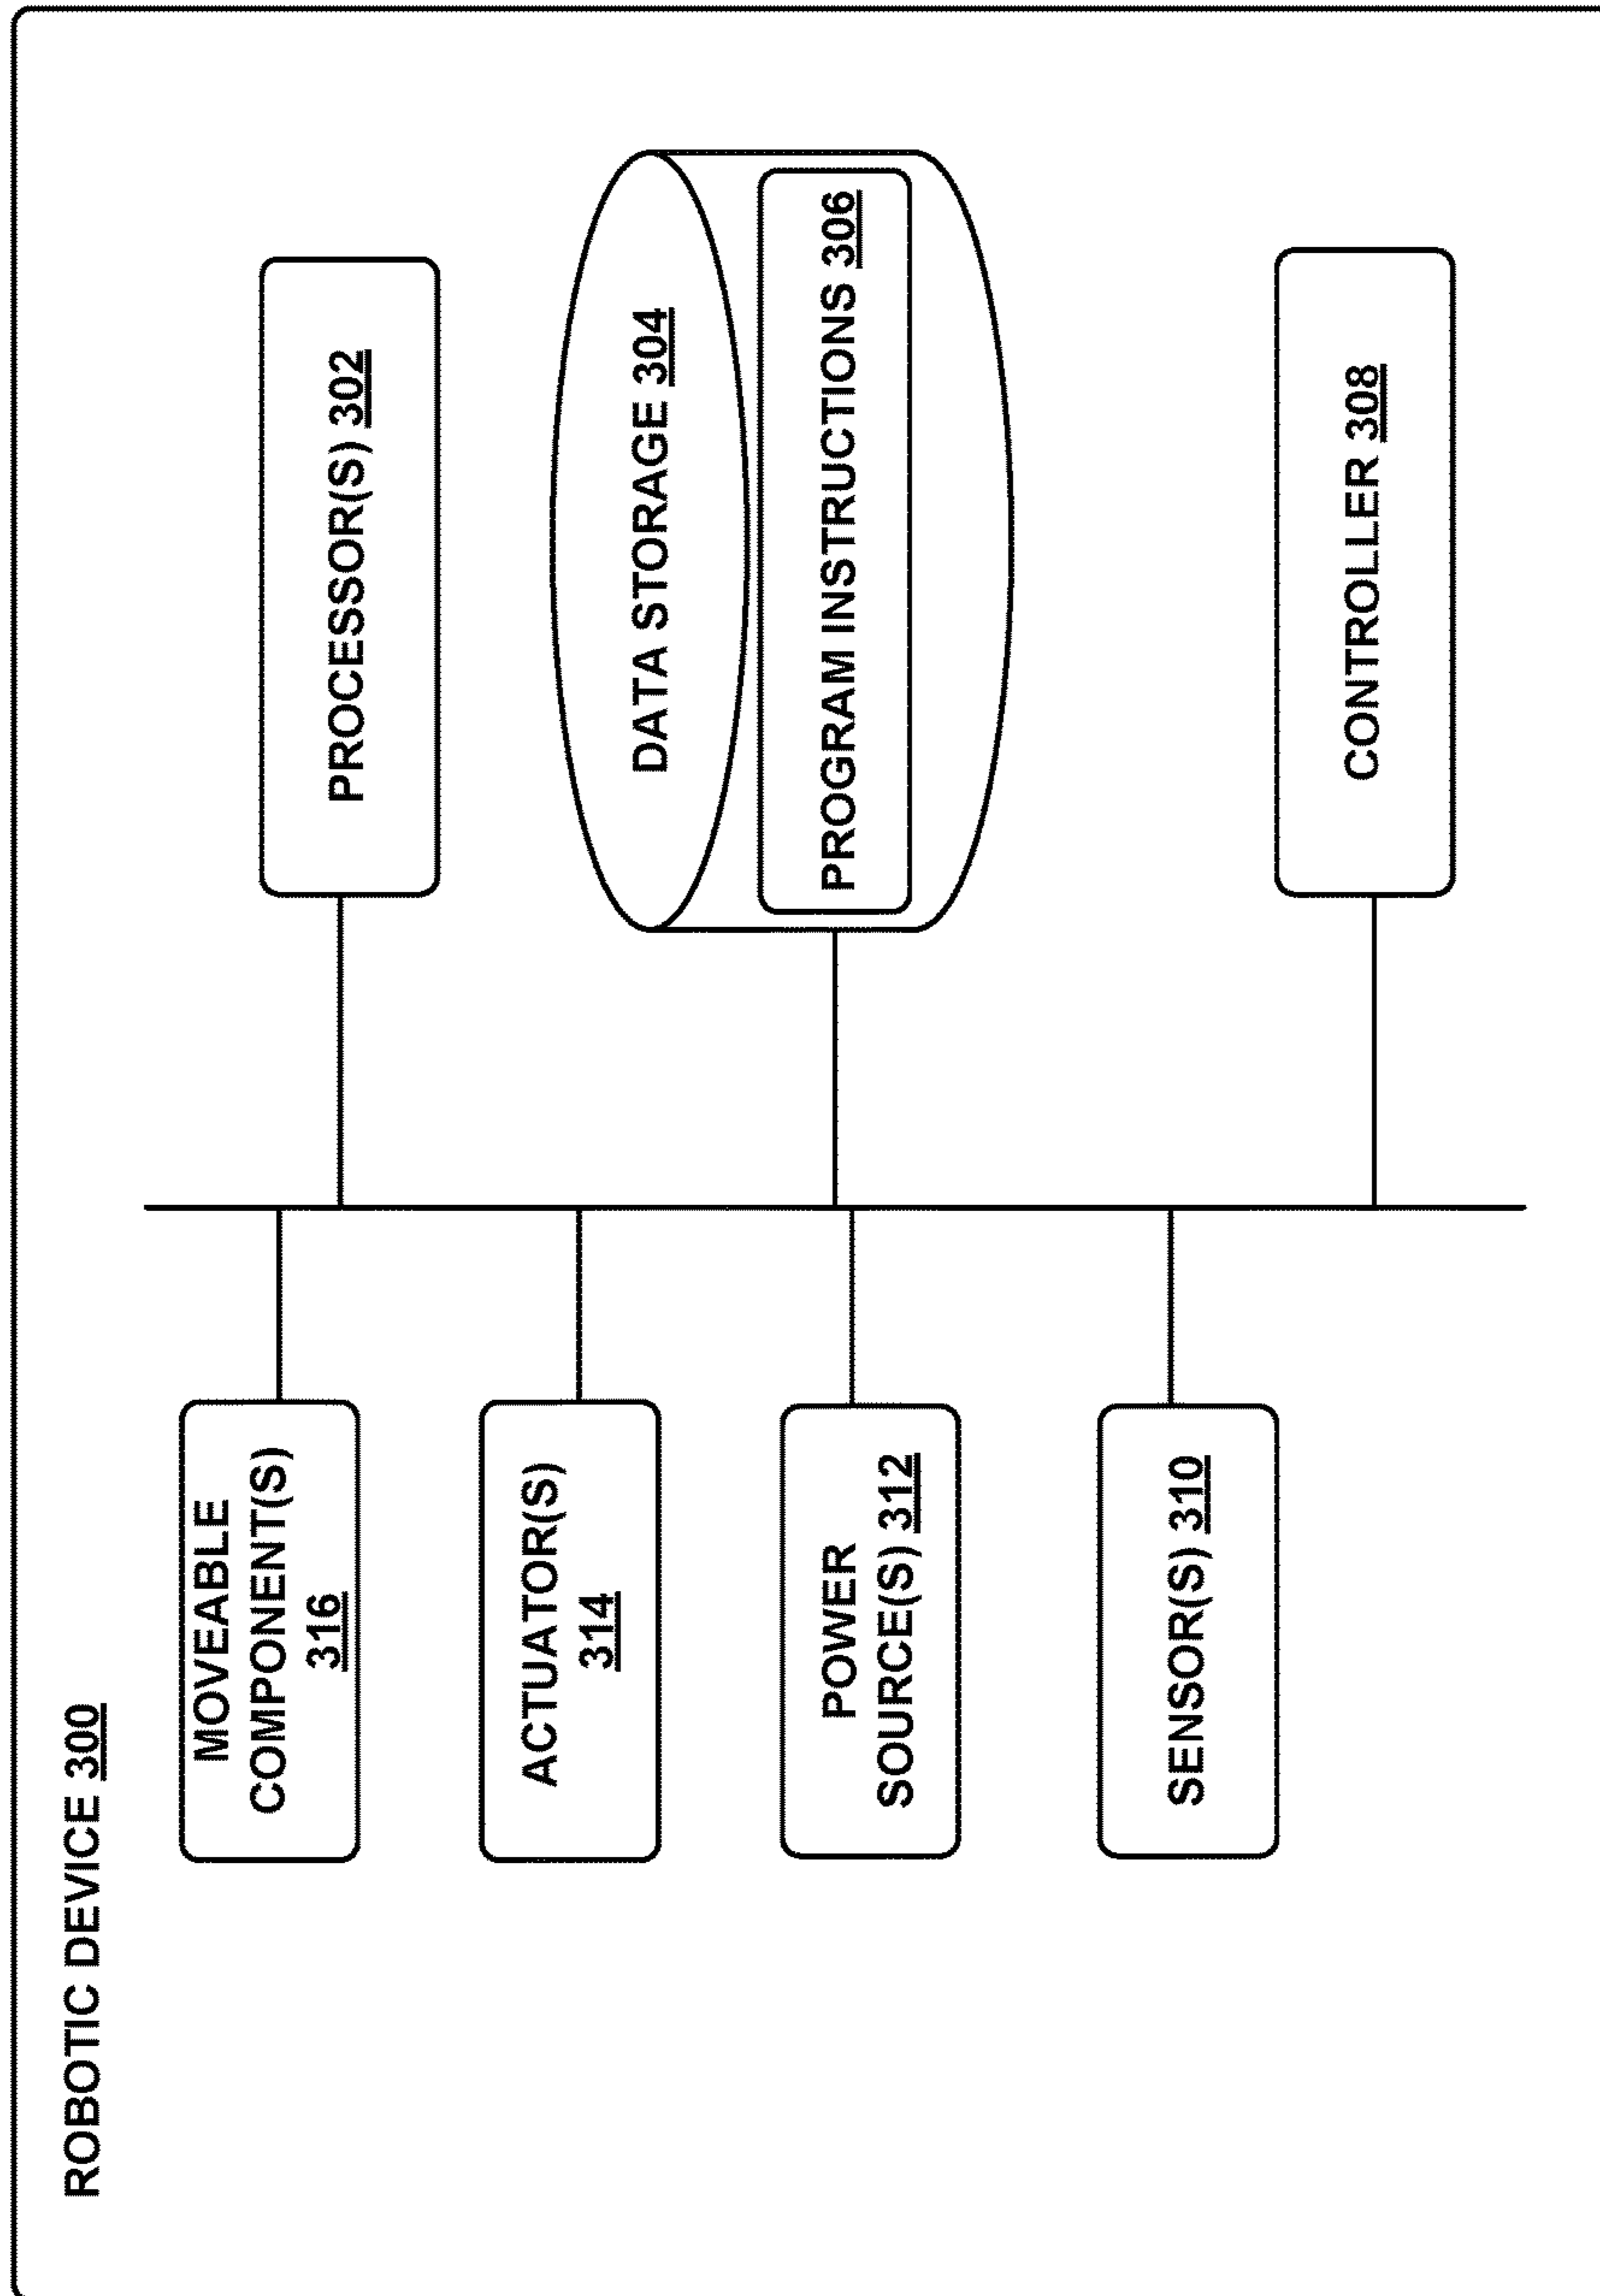 ROBOTIC DEVICE 300
MOVEABLE
COMPONENT(S)
316
ACTUATOR(S)
314
POWER
SOURCE(S) 312
SENSOR(S) 310
PROCESSOR(S) 302
DATA STORAGE 304
PROGRAM INSTRUCTIONS 306
CONTROLLER 308